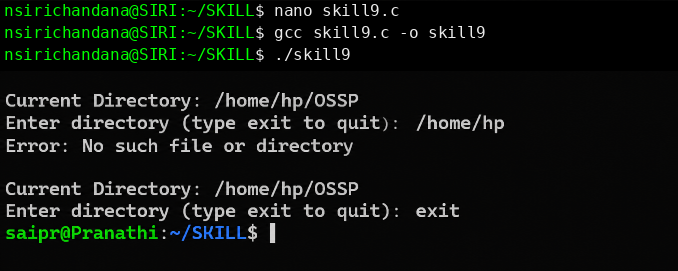 nsirichandana@SIRI:~/SKILL$ nano skill9.c
nsirichandana@SIRI:~/SKILL$ gcc skill9.c -o skill9
nsirichandana@SIRI:~/SKILL$ ./skill9
Current Directory: /home/hp/OSSP
Enter directory (type exit to quit): /home/hp
Error: No such file or directory
Current Directory: /home/hp/OSSP
Enter directory (type exit to quit): exit
saipr@Pranathi:~/SKILL$